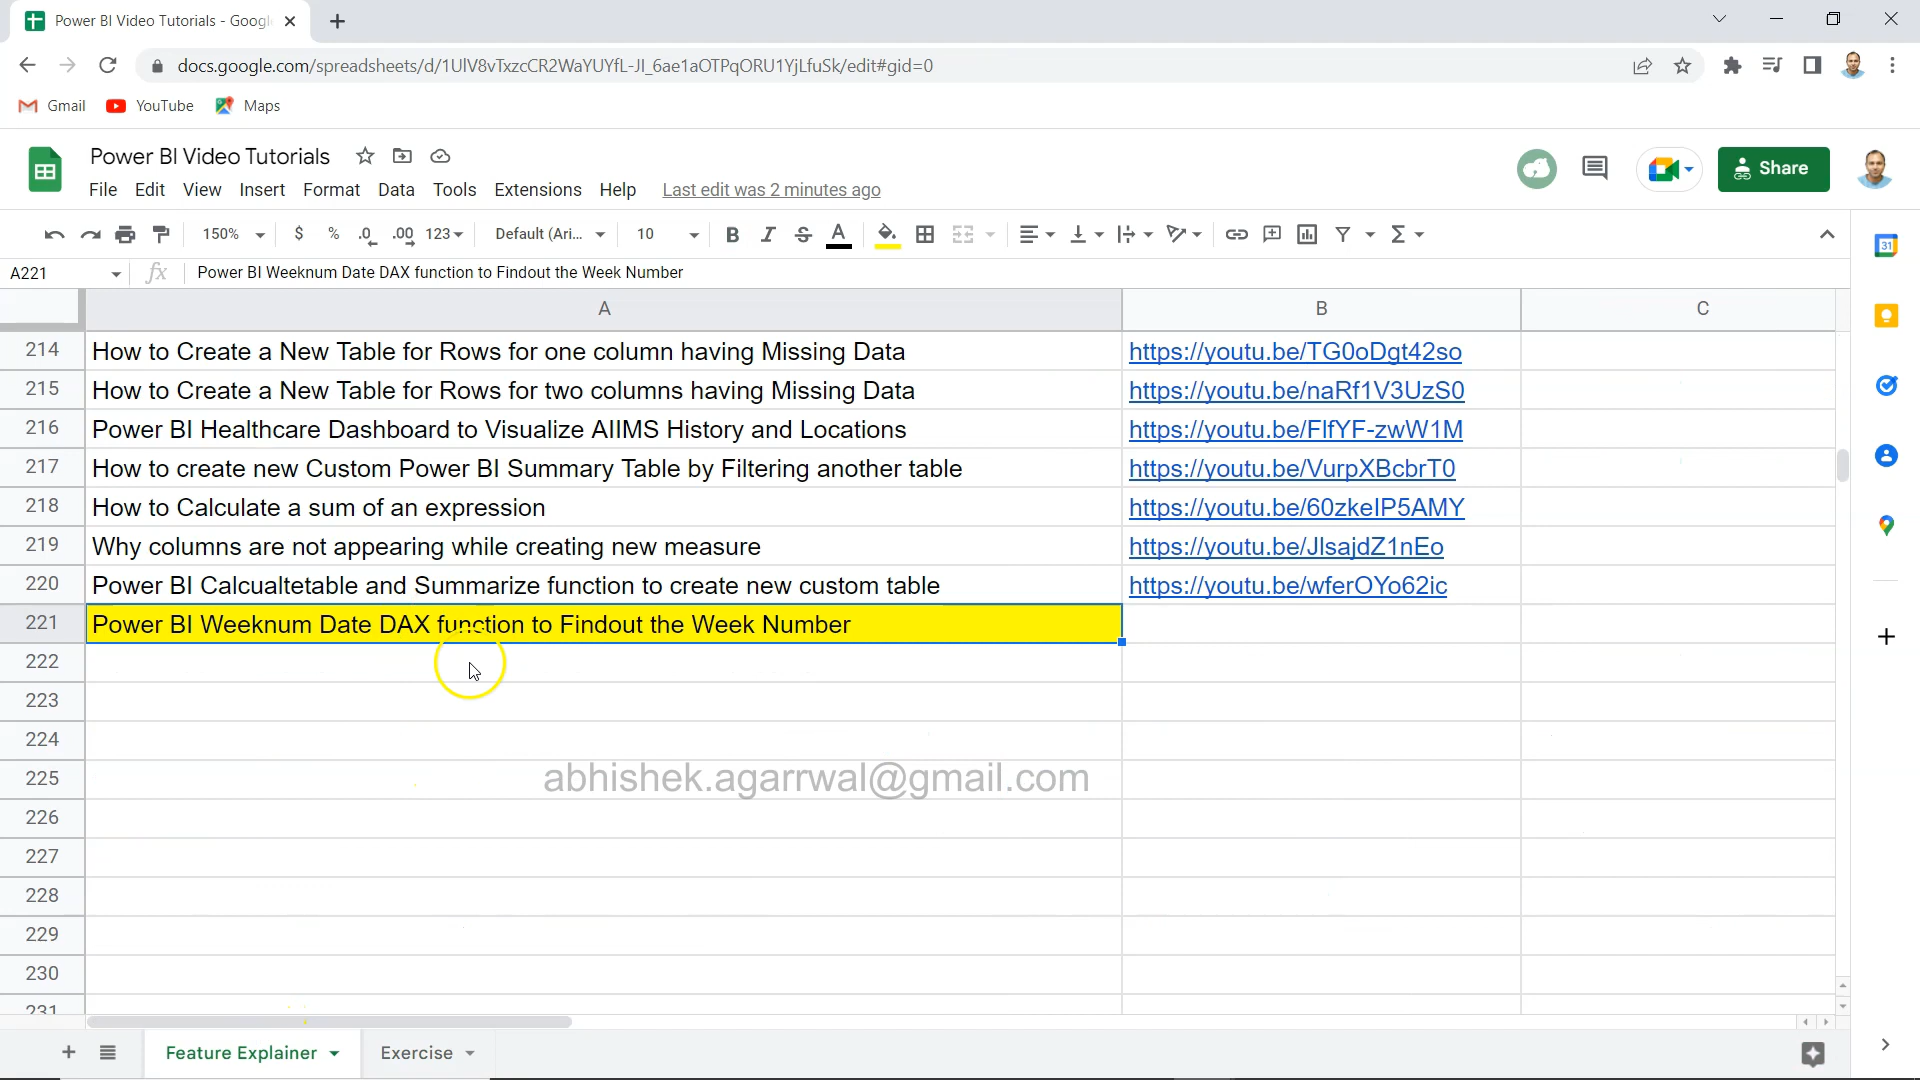 Power BI Video Tutorials - Googl
docs.google.com/spreadsheets/d/1UlV8vTxzcCR2WaYUYfL-JI_6ae1aOTPqORU1YjLfuSk/edit#gid=0
Gmail YouTube Maps
Power BI Video Tutorials
Share
File Edit View Insert Format Data Tools Extensions Help Last edit was 2 minutes ago
150% $ % .0 .00 123 Default (Ari... 10 B I S A
31
A221 fx Power BI Weeknum Date DAX function to Findout the Week Number
A B C
214 How to Create a New Table for Rows for one column having Missing Data https://youtu.be/TG0oDgt42so
215 How to Create a New Table for Rows for two columns having Missing Data https://youtu.be/naRf1V3UzS0
216 Power BI Healthcare Dashboard to Visualize AIIMS History and Locations https://youtu.be/FlfYF-zwW1M
217 How to create new Custom Power BI Summary Table by Filtering another table https://youtu.be/VurpXBcbrT0
218 How to Calculate a sum of an expression https://youtu.be/60zkelP5AMY
219 Why columns are not appearing while creating new measure https://youtu.be/JlsajdZ1nEo
220 Power BI Calcualtetable and Summarize function to create new custom table https://youtu.be/wferOYo62ic
221 Power BI Weeknum Date DAX function to Findout the Week Number
222
223
224
225
abhishek.agarrwal@gmail.com
226
227
228
229
230
231
Feature Explainer Exercise